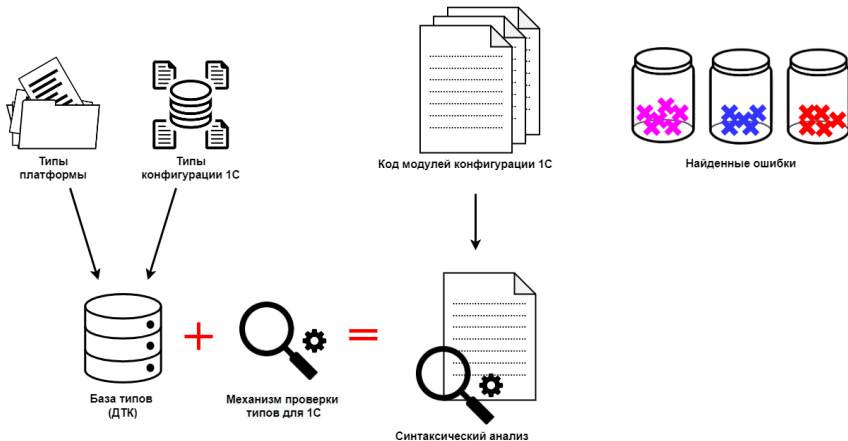 Типы
платформы
Типы
конфигурации 1С
Код модулей конфигурации 1С
Найденные ошибки
База типов
(ДТК)
Механизм проверки
типов для 1С
Синтаксический анализ